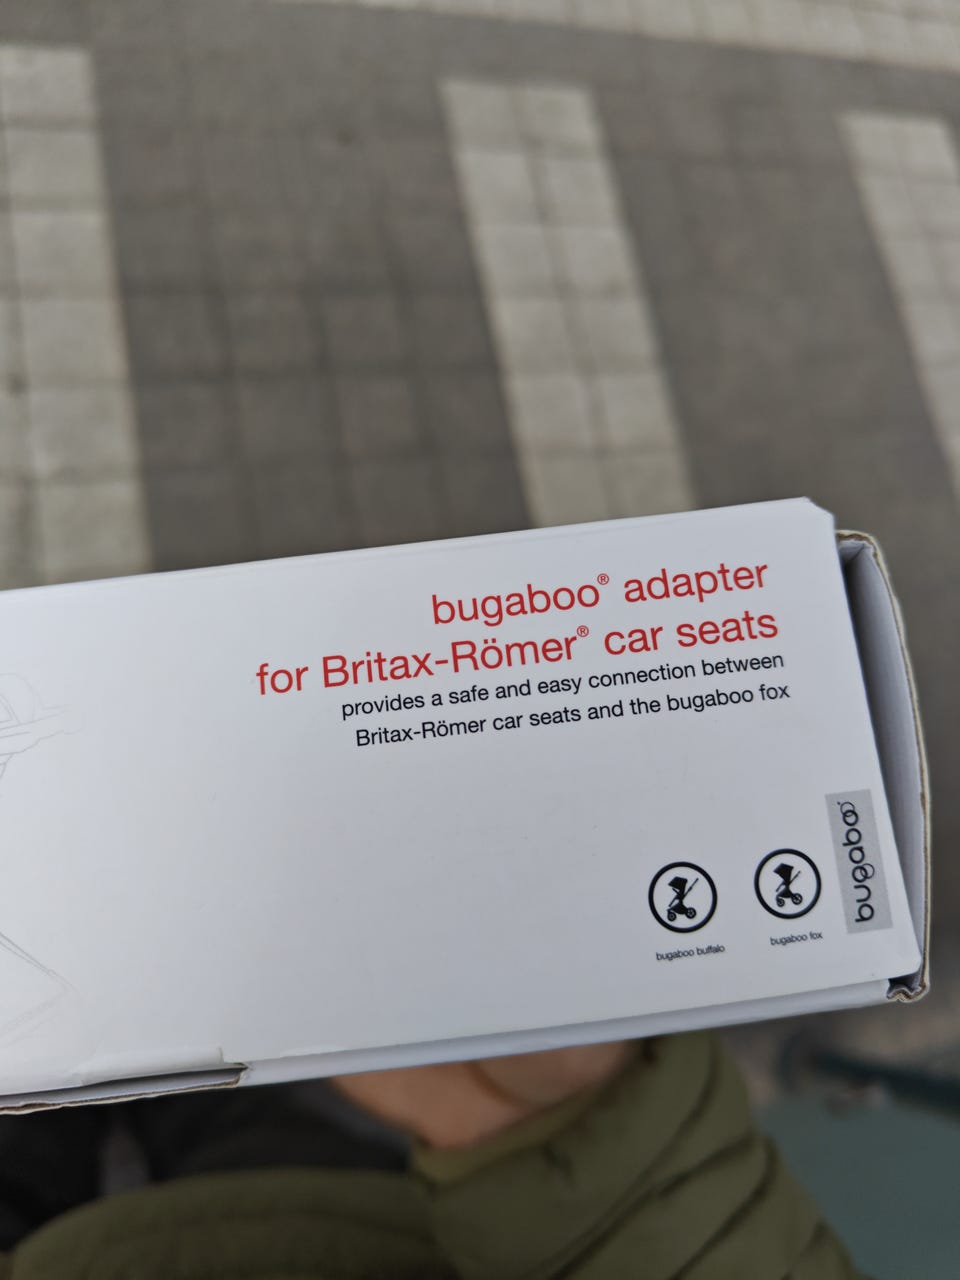 bugaboo® adapter
for Britax-Römer® car seats
provides a safe and easy connection between
Britax-Römer car seats and the bugaboo fox
bugaboo buffalo
bugaboo fox
bugaboo